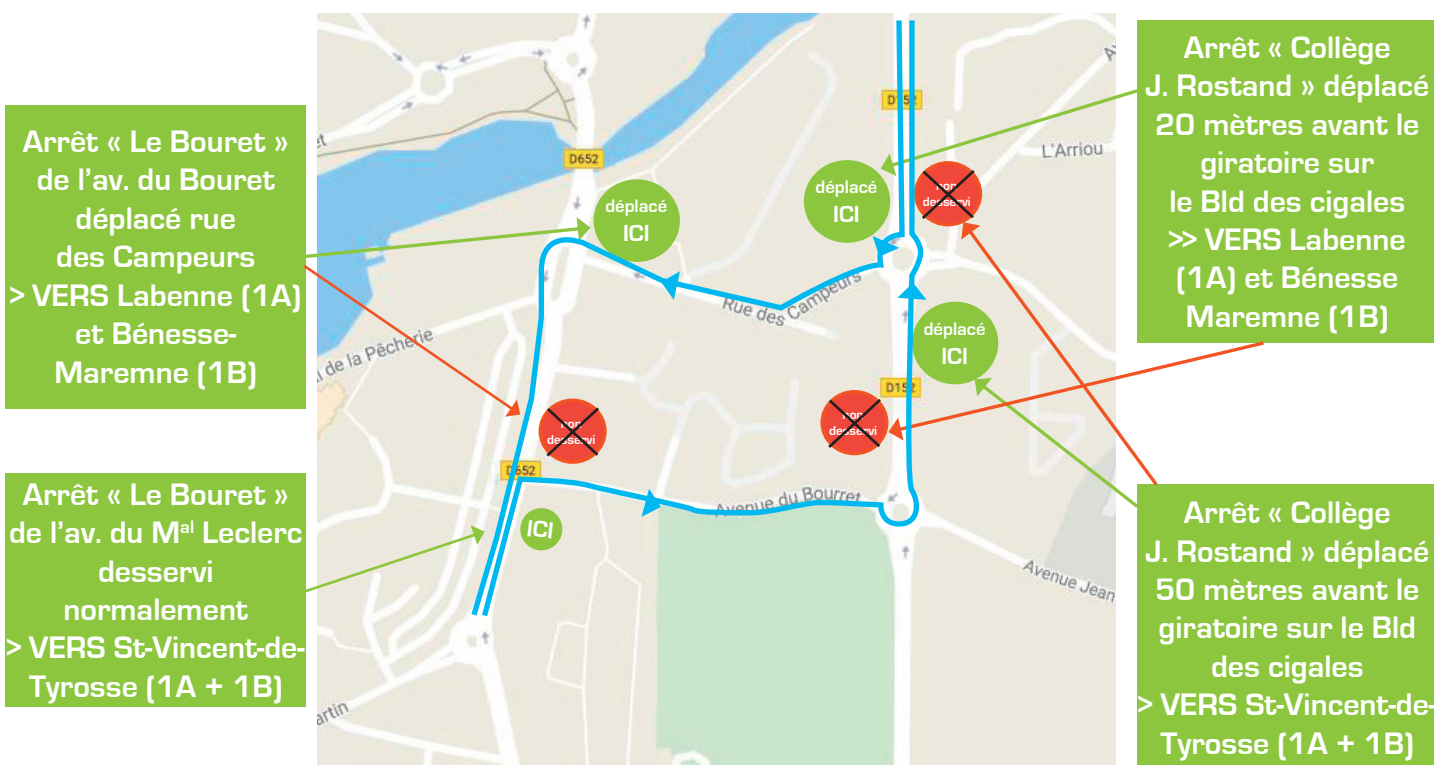 Arrêt « Le Bouret »
de l'av. du Bouret
déplacé rue
des Campeurs
> VERS Labenne (1A)
et Bénesse-
Maremne (1B)
Arrêt « Le Bouret »
de l'av. du Mal Leclerc
desservi
normalement
> VERS St-Vincent-de-
Tyrosse (1A + 1B)
D652
déplacé
ICI
déplacé
ICI
D152
non
desservi
L'Arriou
Rue des Campeurs
déplacé
ICI
de la Pêcherie
D152
non
desservi
non
desservi
D652
ICI
Avenue du Bourret
Avenue Jean
artin
Arrêt « Collège
J. Rostand » déplacé
20 mètres avant le
giratoire sur
le Bld des cigales
>> VERS Labenne
(1A) et Bénesse
Maremne (1B)
Arrêt « Collège
J. Rostand » déplacé
50 mètres avant le
giratoire sur le Bld
des cigales
> VERS St-Vincent-de-
Tyrosse (1A + 1B)